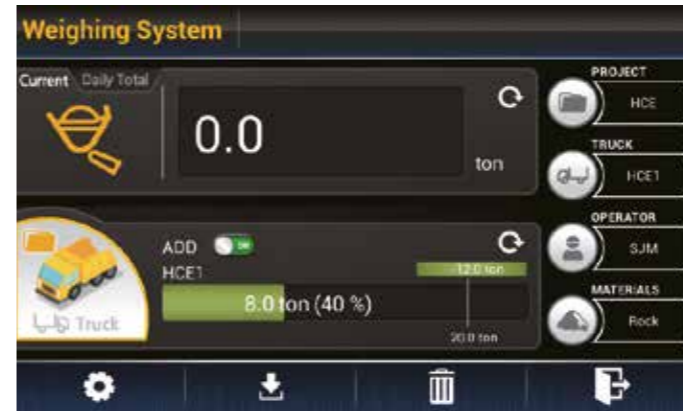 Weighing System
Current Daily Total
0.0
ton
PROJECT
HCE
TRUCK
HCE1
OPERATOR
SJM
MATERIALS
Rock
ADD ON
HCE1
-12.0 ton
8.0 ton (40 %)
20.0 ton
Truck